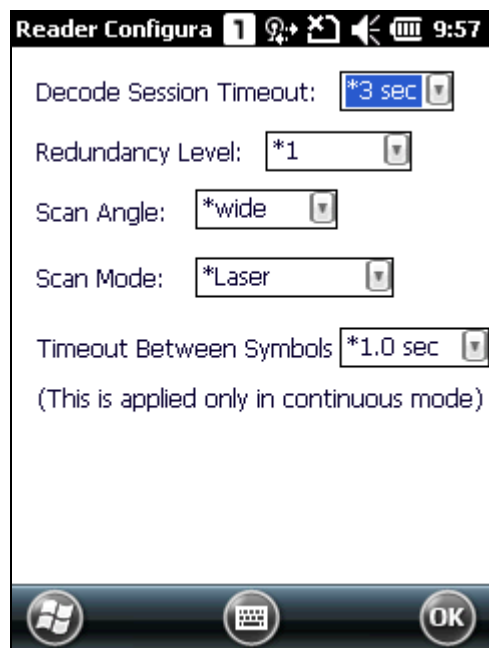 Reader Configura 1 9:57
Decode Session Timeout: *3 sec
Redundancy Level: *1
Scan Angle: *wide
Scan Mode: *Laser
Timeout Between Symbols *1.0 sec
(This is applied only in continuous mode)
OK